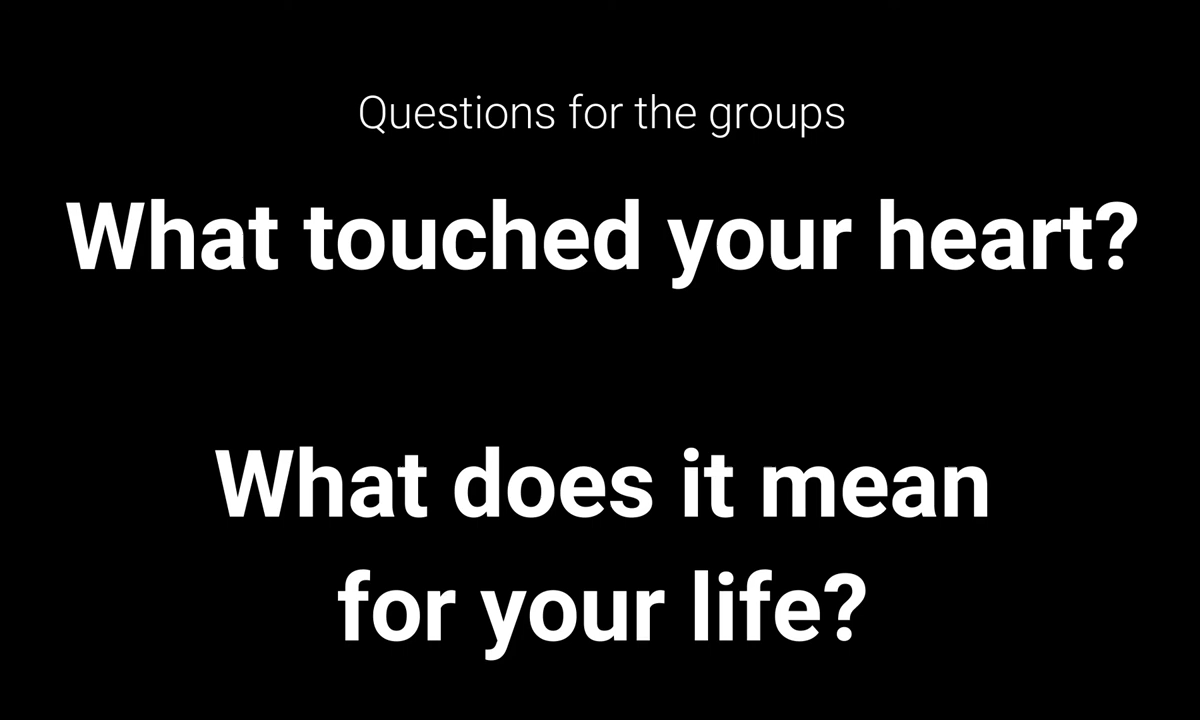 Questions for the groups
What touched your heart?
What does it mean
for your life?